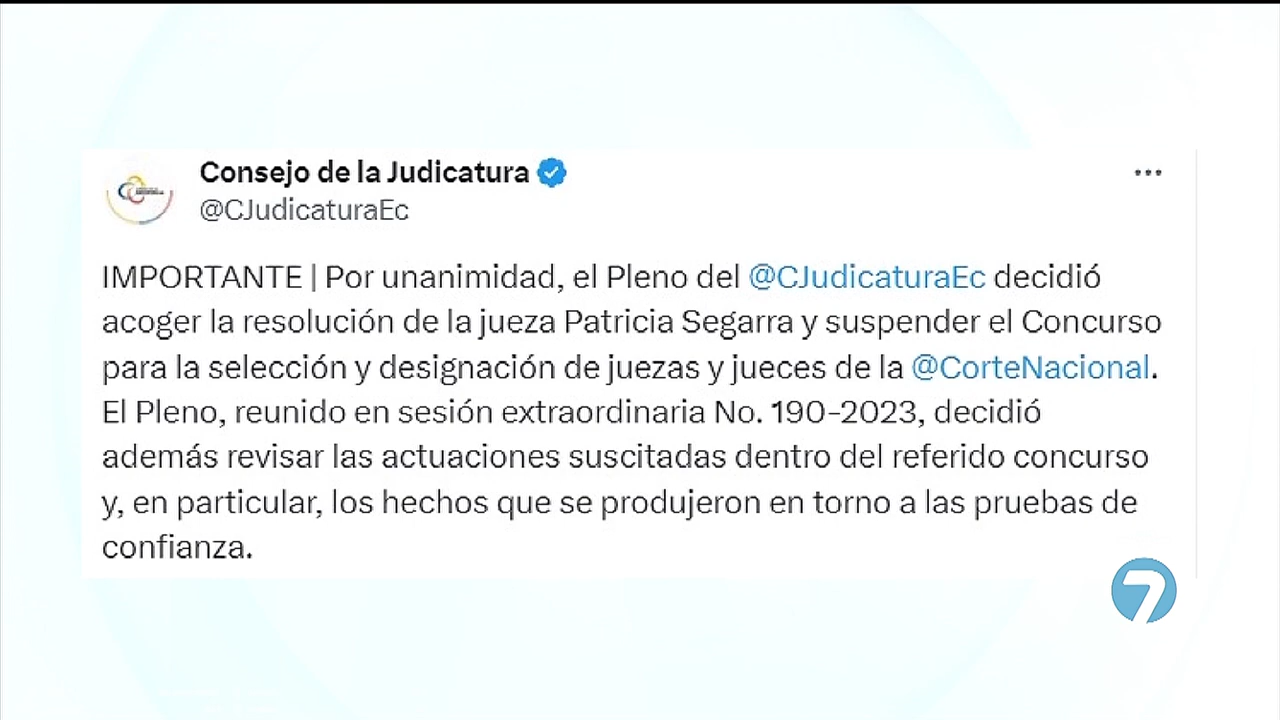 Consejo de la Judicatura
@CJudicaturaEc
IMPORTANTE | Por unanimidad, el Pleno del @CJudicaturaEc decidió
acoger la resolución de la jueza Patricia Segarra y suspender el Concurso
para la selección y designación de juezas y jueces de la @CorteNacional.
El Pleno, reunido en sesión extraordinaria No. 190-2023, decidió
además revisar las actuaciones suscitadas dentro del referido concurso
y, en particular, los hechos que se produjeron en torno a las pruebas de
confianza.
7